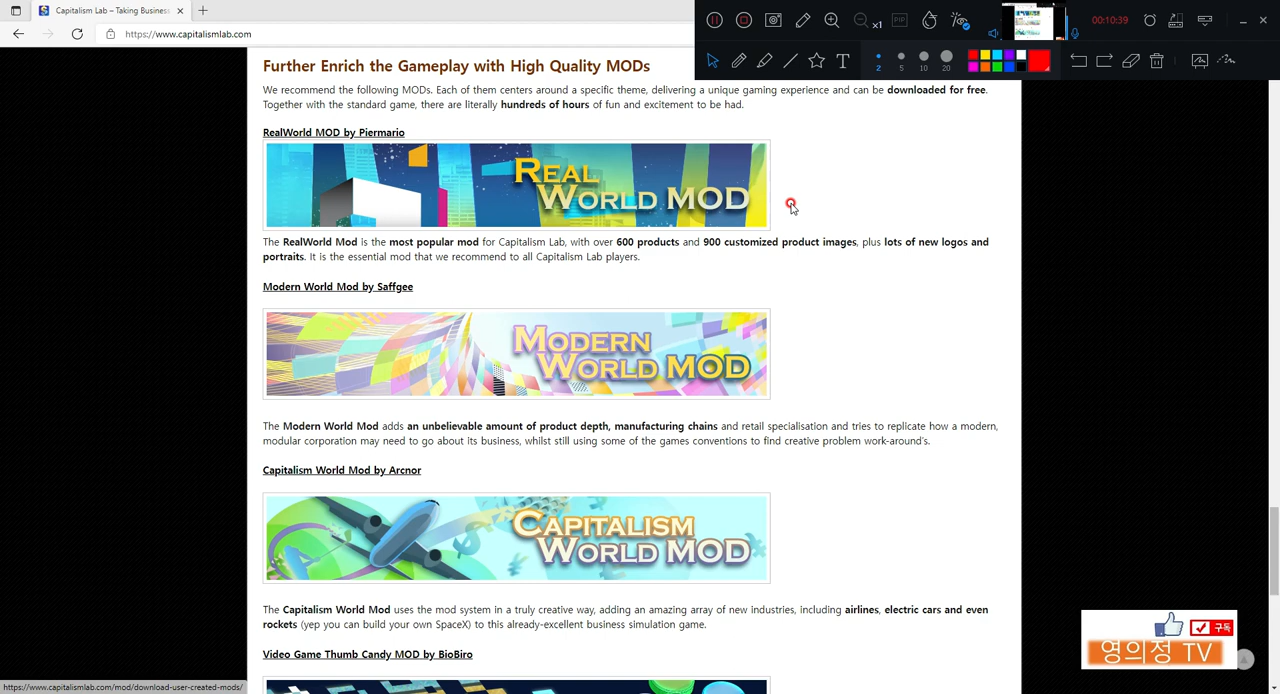 Capitalism Lab – Taking Business
https://www.capitalismlab.com
x1
PIP
00:10:39
T
2
5
10
20
Further Enrich the Gameplay with High Quality MODs
We recommend the following MODs. Each of them centers around a specific theme, delivering a unique gaming experience and can be downloaded for free.
Together with the standard game, there are literally hundreds of hours of fun and excitement to be had.
RealWorld MOD by Piermario
REAL
WORLD MOD
The RealWorld Mod is the most popular mod for Capitalism Lab, with over 600 products and 900 customized product images, plus lots of new logos and
portraits. It is the essential mod that we recommend to all Capitalism Lab players.
Modern World Mod by Saffgee
MODERN
WORLD MOD
The Modern World Mod adds an unbelievable amount of product depth, manufacturing chains and retail specialisation and tries to replicate how a modern,
modular corporation may need to go about its business, whilst still using some of the games conventions to find creative problem work-around's.
Capitalism World Mod by Arcnor
CAPITALISM
WORLD MOD
The Capitalism World Mod uses the mod system in a truly creative way, adding an amazing array of new industries, including airlines, electric cars and even
rockets (yep you can build your own SpaceX) to this already-excellent business simulation game.
Video Game Thumb Candy MOD by BioBiro
구독
영의정 TV
https://www.capitalismlab.com/mod/download-user-created-mods/